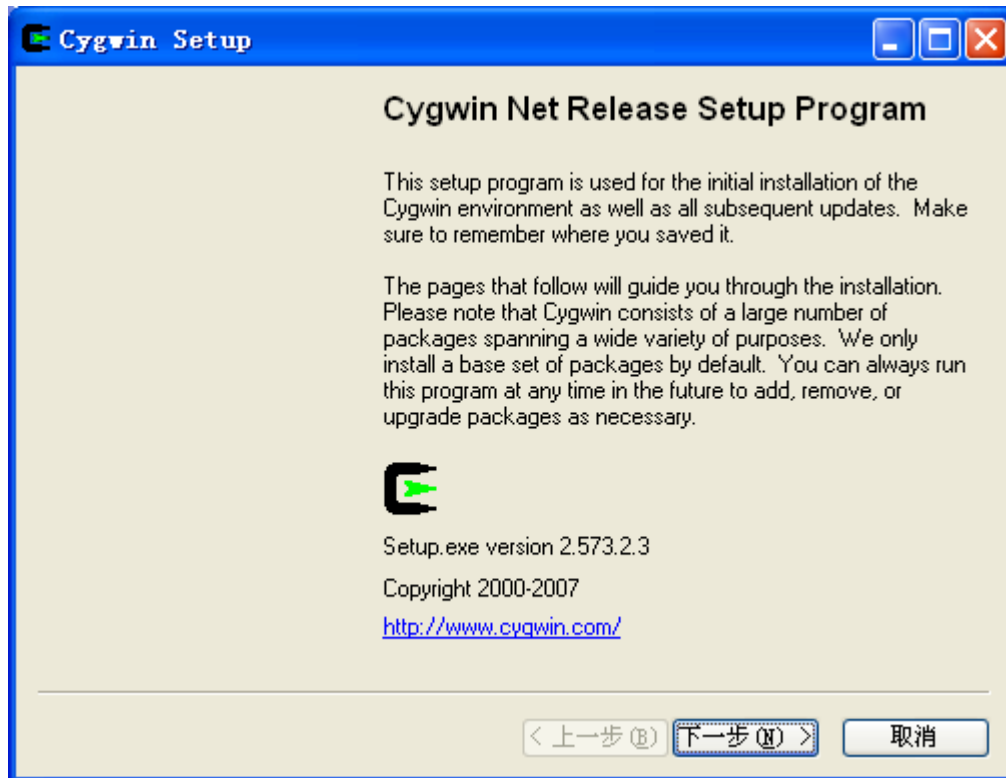 Cygwin Setup
Cygwin Net Release Setup Program
This setup program is used for the initial installation of the
Cygwin environment as well as all subsequent updates. Make
sure to remember where you saved it.
The pages that follow will guide you through the installation.
Please note that Cygwin consists of a large number of
packages spanning a wide variety of purposes. We only
install a base set of packages by default. You can always run
this program at any time in the future to add, remove, or
upgrade packages as necessary.
Setup.exe version 2.573.2.3
Copyright 2000-2007
http://www.cygwin.com/
< 上一步(B) 下一步(N) > 取消